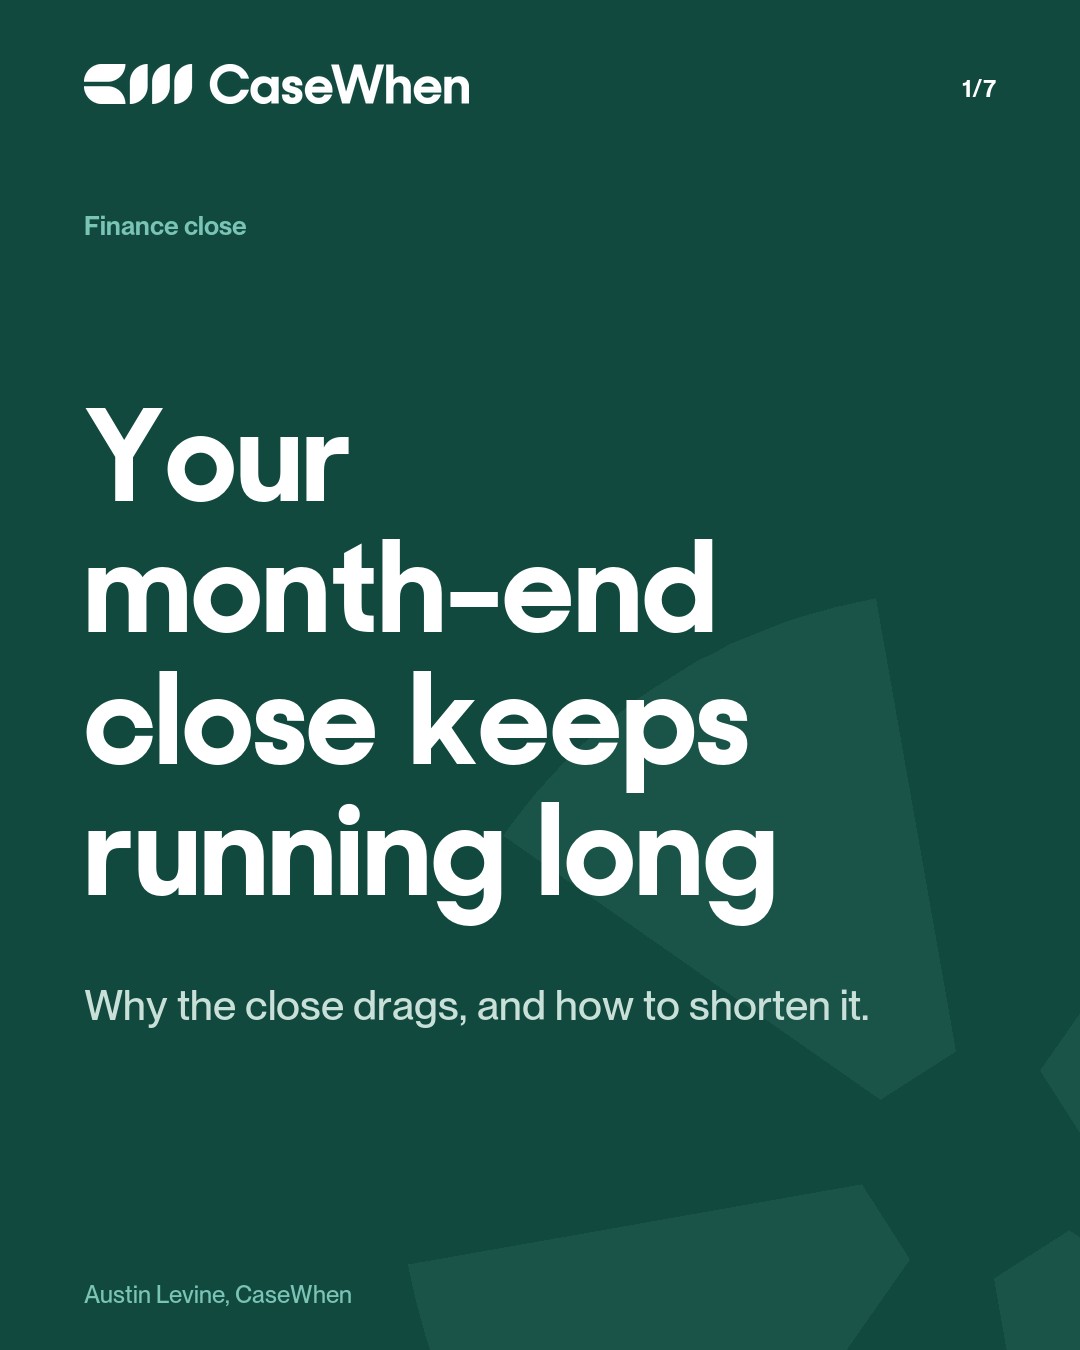 CaseWhen
1/7
Finance close
Your
month-end
close keeps
running long
Why the close drags, and how to shorten it.
Austin Levine, CaseWhen